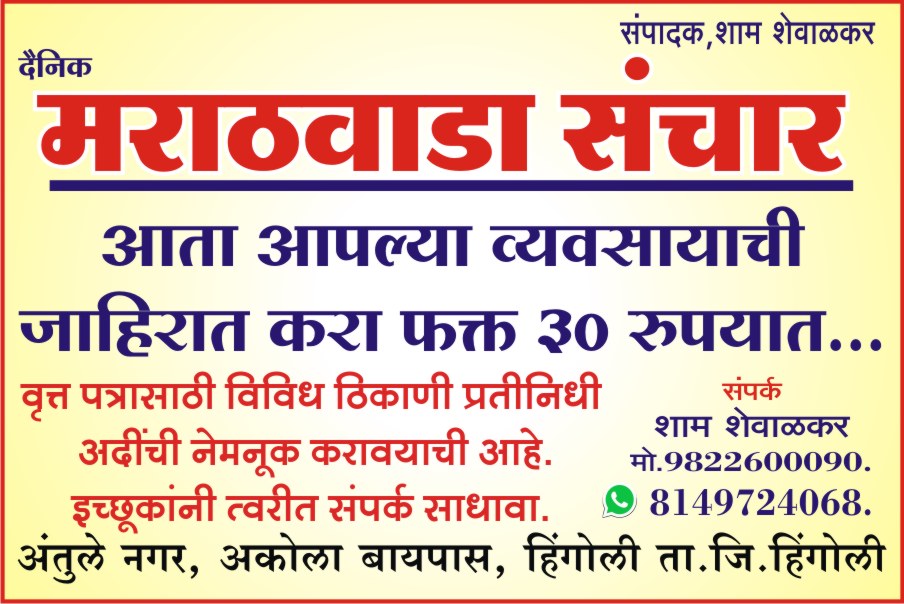 संपादक,शाम शेवाळकर
दैनिक
मराठवाडा संचार
आता आपल्या व्यवसायाची
जाहिरात करा फक्त ३० रुपयात...
वृत्त पत्रासाठी विविध ठिकाणी प्रतीनिधी
अदींची नेमनूक करावयाची आहे.
इच्छूकांनी त्वरीत संपर्क साधावा.
संपर्क
शाम शेवाळकर
मो.9822600090.
8149724068.
अंतुले नगर, अकोला बायपास, हिंगोली ता.जि.हिंगोली